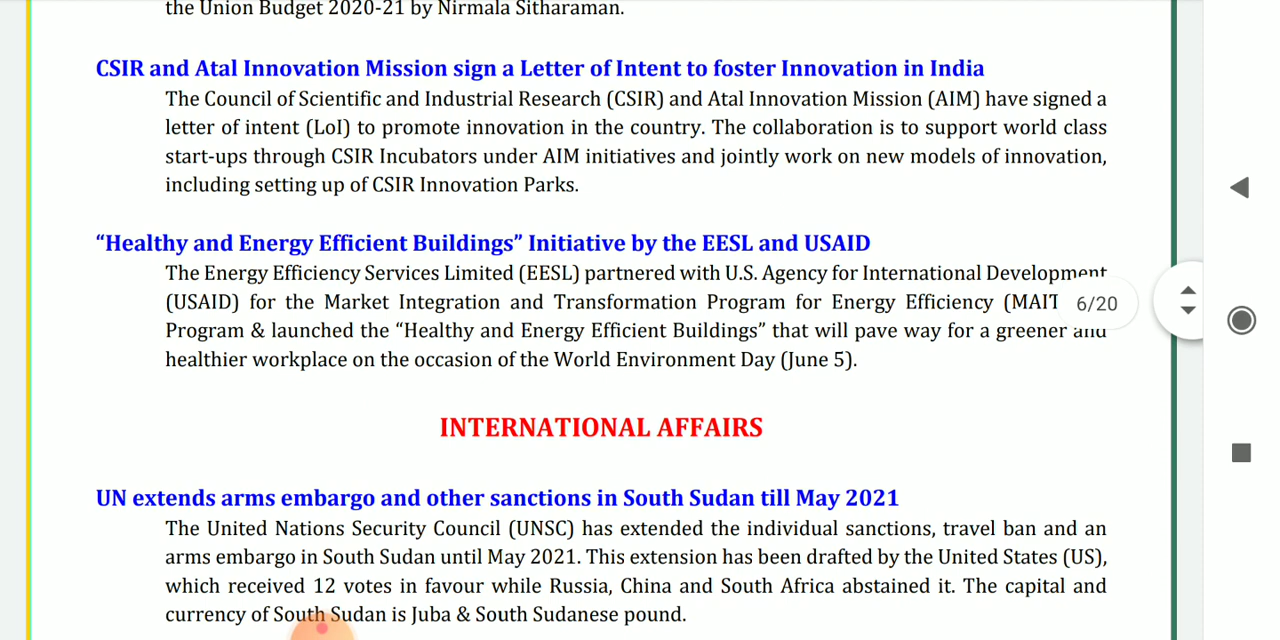 the Union Budget 2020-21 by Nirmala Sitharaman.
CSIR and Atal Innovation Mission sign a Letter of Intent to foster Innovation in India
The Council of Scientific and Industrial Research (CSIR) and Atal Innovation Mission (AIM) have signed a
letter of intent (LoI) to promote innovation in the country. The collaboration is to support world class
start-ups through CSIR Incubators under AIM initiatives and jointly work on new models of innovation,
including setting up of CSIR Innovation Parks.
“Healthy and Energy Efficient Buildings” Initiative by the EESL and USAID
The Energy Efficiency Services Limited (EESL) partnered with U.S. Agency for International Development
(USAID) for the Market Integration and Transformation Program for Energy Efficiency
6/20
Program & launched the “Healthy and Energy Efficient Buildings” that will pave way for a greener and
healthier workplace on the occasion of the World Environment Day (June 5).
INTERNATIONAL AFFAIRS
UN extends arms embargo and other sanctions in South Sudan till May 2021
The United Nations Security Council (UNSC) has extended the individual sanctions, travel ban and an
arms embargo in South Sudan until May 2021. This extension has been drafted by the United States (US),
which received 12 votes in favour while Russia, China and South Africa abstained it. The capital and
currency of South Sudan is Juba & South Sudanese pound.